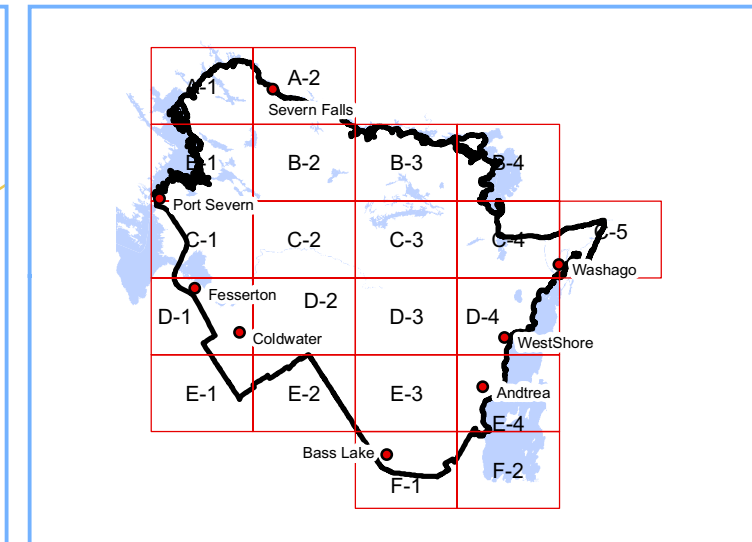 A-1
A-2
Severn Falls
B-1
B-2
B-3
B-4
Port Severn
C-1
C-2
C-3
C-4
C-5
Washago
Fesserton
D-1
D-2
D-3
D-4
Coldwater
WestShore
E-1
E-2
E-3
Andtrea
E-4
Bass Lake
F-1
F-2